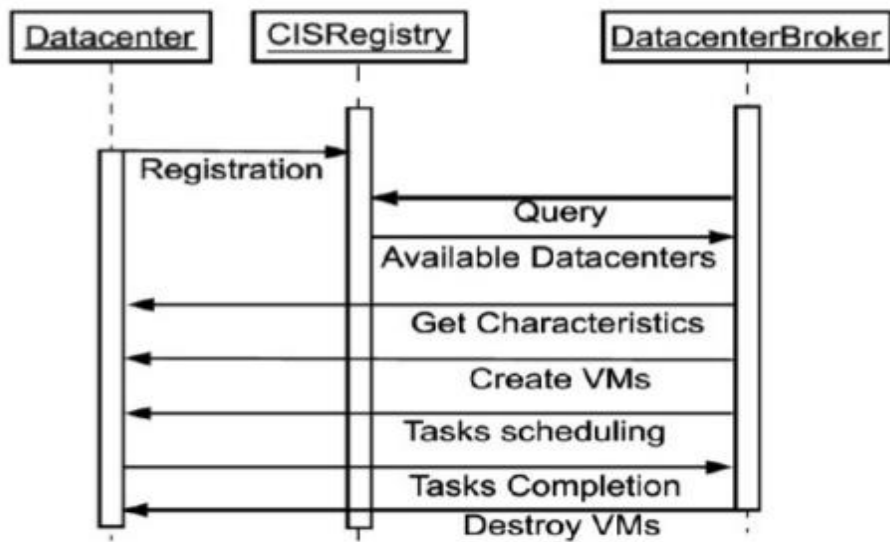 Datacenter
CISRegistry
DatacenterBroker
Registration
Query
Available Datacenters
Get Characteristics
Create VMs
Tasks scheduling
Tasks Completion
Destroy VMs